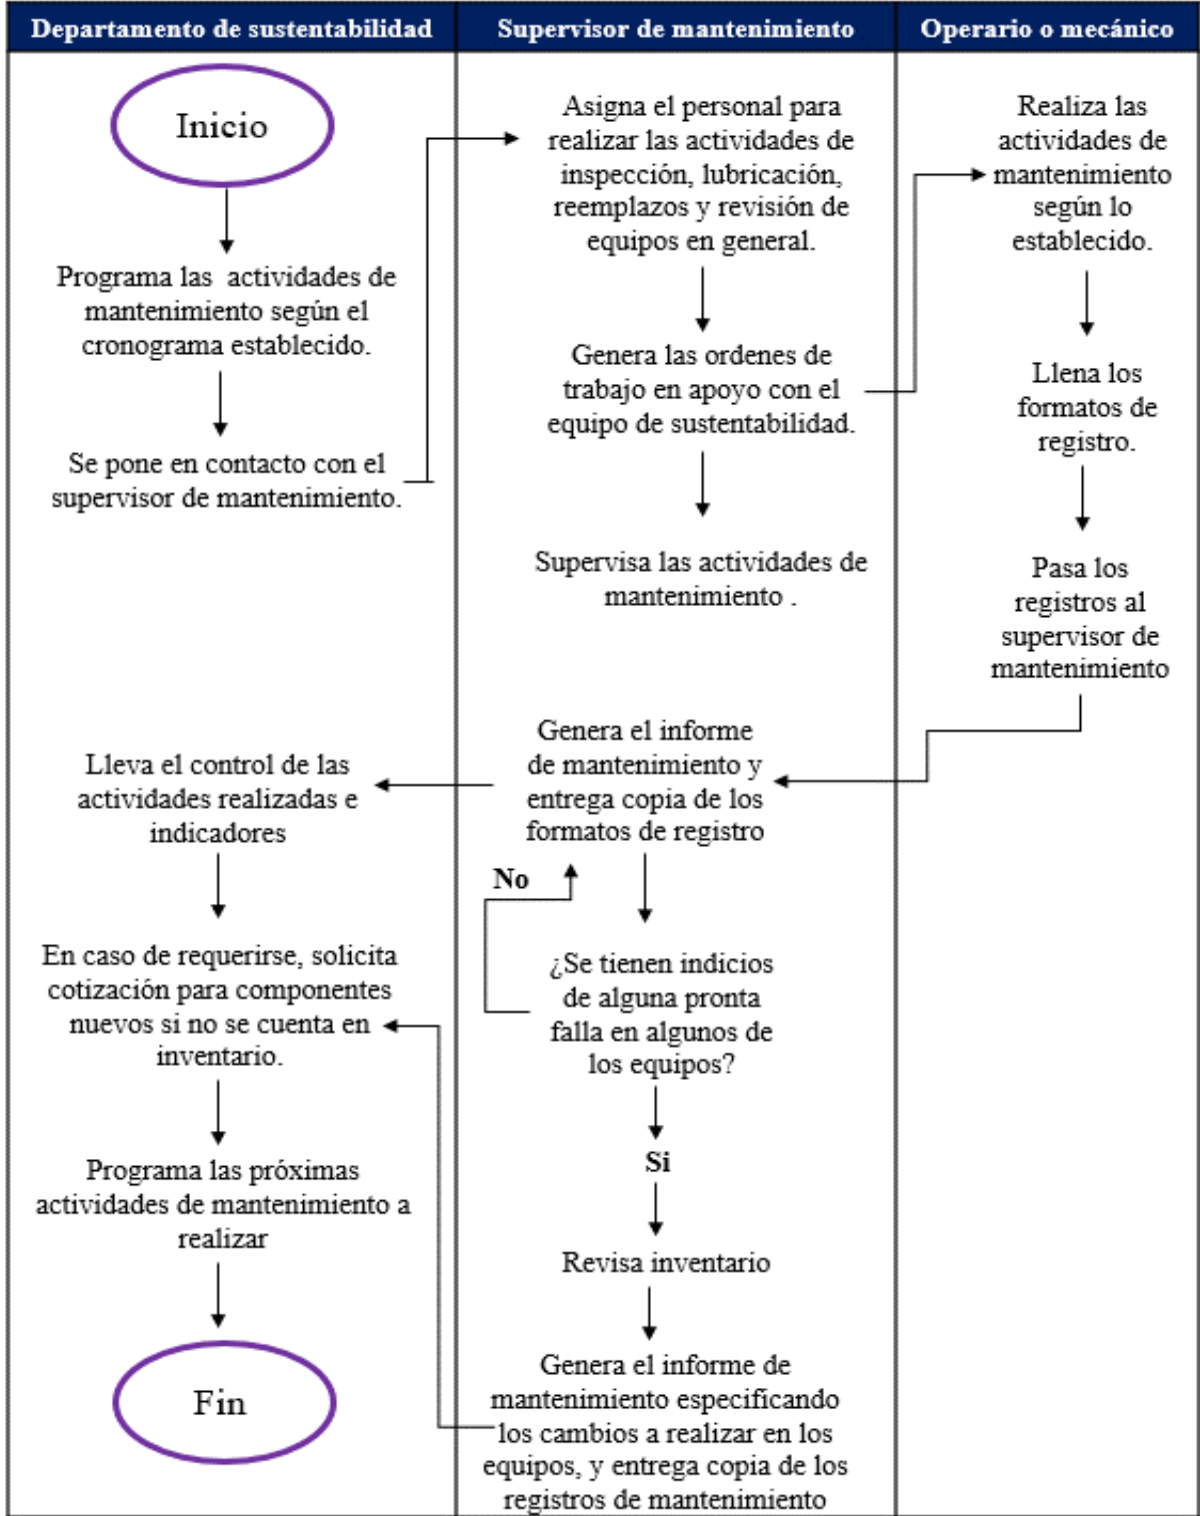 Departamento de sustentabilidad
Supervisor de mantenimiento
Operario o mecánico
Inicio
Programa las actividades de
mantenimiento según el
cronograma establecido.
Se pone en contacto con el
supervisor de mantenimiento.
Asigna el personal para
realizar las actividades de
inspección, lubricación,
reemplazos y revisión de
equipos en general.
Genera las ordenes de
trabajo en apoyo con el
equipo de sustentabilidad.
Supervisa las actividades de
mantenimiento .
Realiza las
actividades de
mantenimiento
según lo
establecido.
Llena los
formatos de
registro.
Pasa los
registros al
supervisor de
mantenimiento
Genera el informe
de mantenimiento y
entrega copia de los
formatos de registro
Lleva el control de las
actividades realizadas e
indicadores
En caso de requerirse, solicita
cotización para componentes
nuevos si no se cuenta en
inventario.
Programa las próximas
actividades de mantenimiento a
realizar
Fin
No
¿Se tienen indicios
de alguna pronta
falla en algunos de
los equipos?
Si
Revisa inventario
Genera el informe de
mantenimiento especificando
los cambios a realizar en los
equipos, y entrega copia de los
registros de mantenimiento